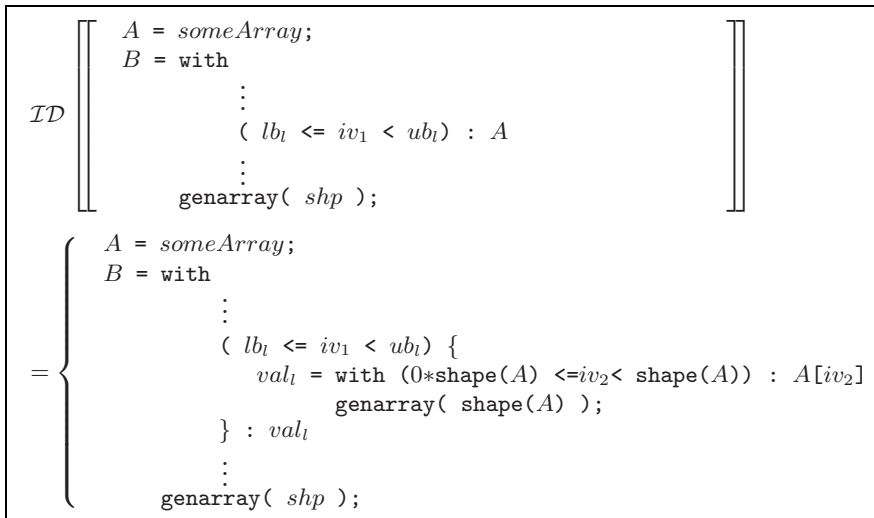 A = someArray;
B = with
⋮
ID ( lb_l <= iv_1 < ub_l) : A
⋮
genarray( shp );
A = someArray;
B = with
⋮
( lb_l <= iv_1 < ub_l) {
= val_l = with (0*shape(A) <=iv_2< shape(A)) : A[iv_2]
genarray( shape(A) );
} : val_l
⋮
genarray( shp );